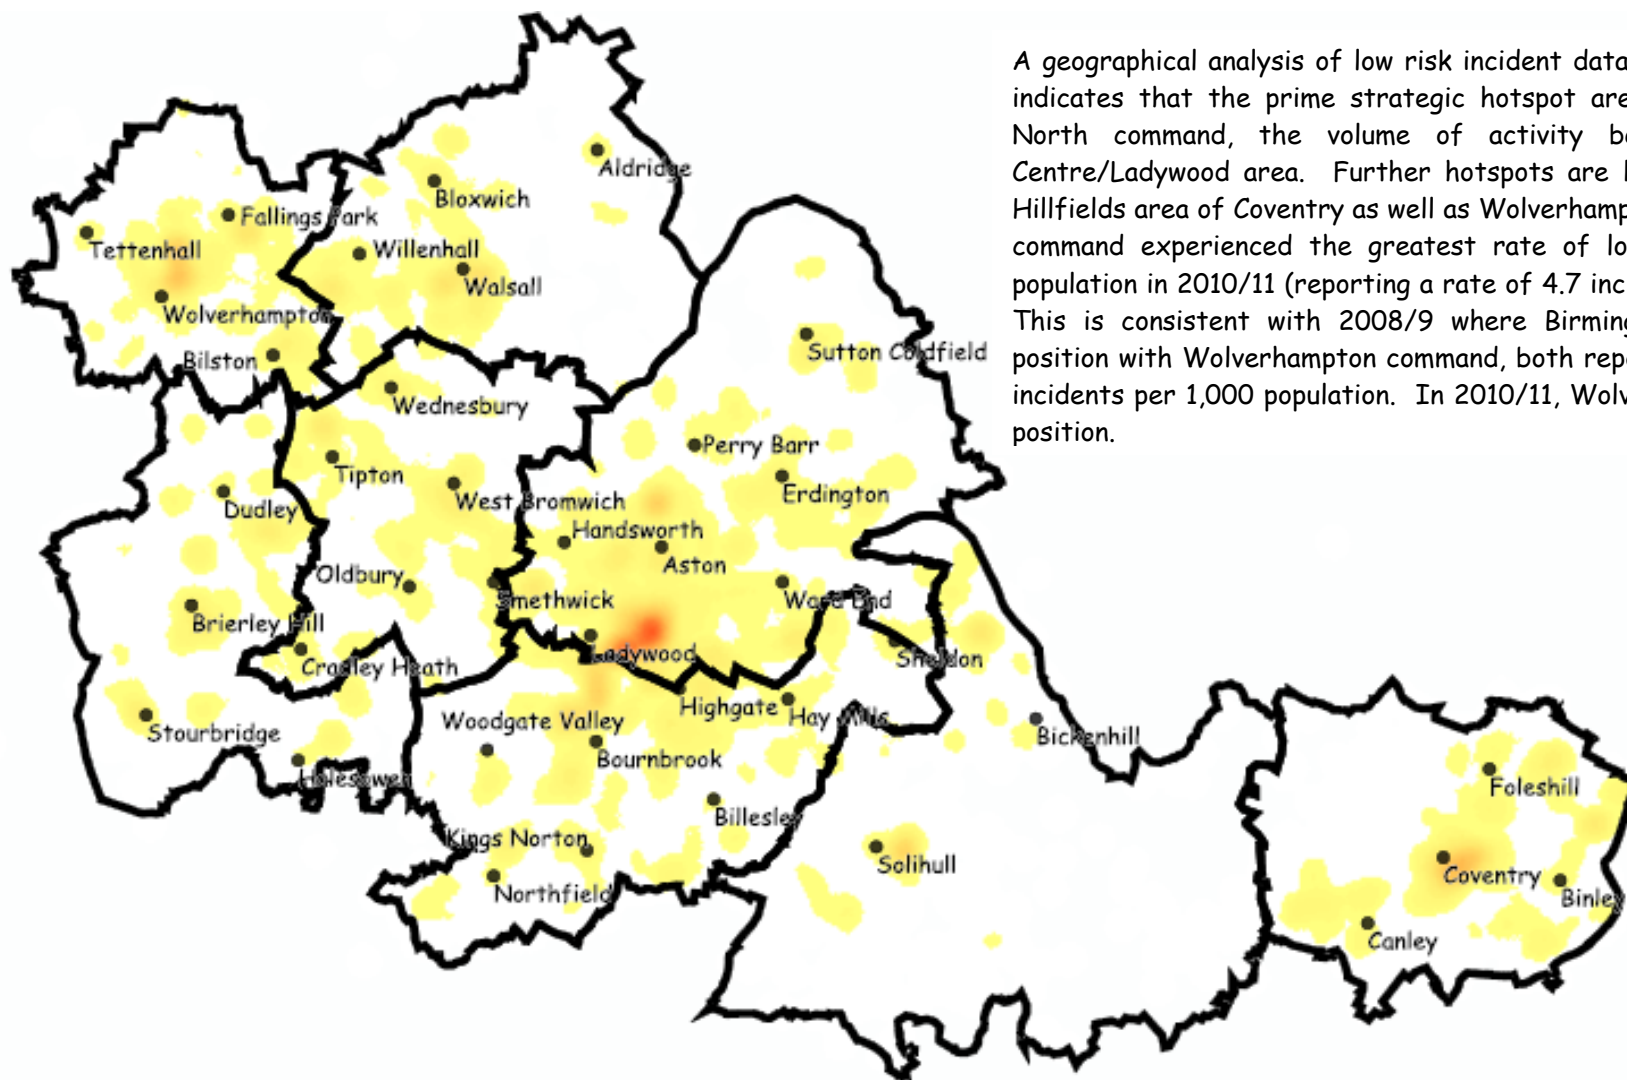 A geographical analysis of low risk incident data
indicates that the prime strategic hotspot are
North command, the volume of activity b
Centre/Ladywood area. Further hotspots are
Hillfields area of Coventry as well as Wolverhamp
command experienced the greatest rate of lo
population in 2010/11 (reporting a rate of 4.7 inc
This is consistent with 2008/9 where Birming
position with Wolverhampton command, both rep
incidents per 1,000 population. In 2010/11, Wol
position.
Aldridge
Bloxwich
Fallings Park
Tettenhall
Willenhall
Walsall
Wolverhampton
Sutton Coldfield
Bilston
Wednesbury
Perry Barr
Tipton
Erdington
West Bromwich
Dudley
Handsworth
Aston
Oldbury
Smethwick
Ward End
Brierley Hill
Ladywood
Sheldon
Cradley Heath
Highgate
Hay Mills
Woodgate Valley
Stourbridge
Bickenhill
Bournbrook
Halesowen
Foleshill
Billesley
Kings Norton
Solihull
Coventry
Northfield
Binley
Canley